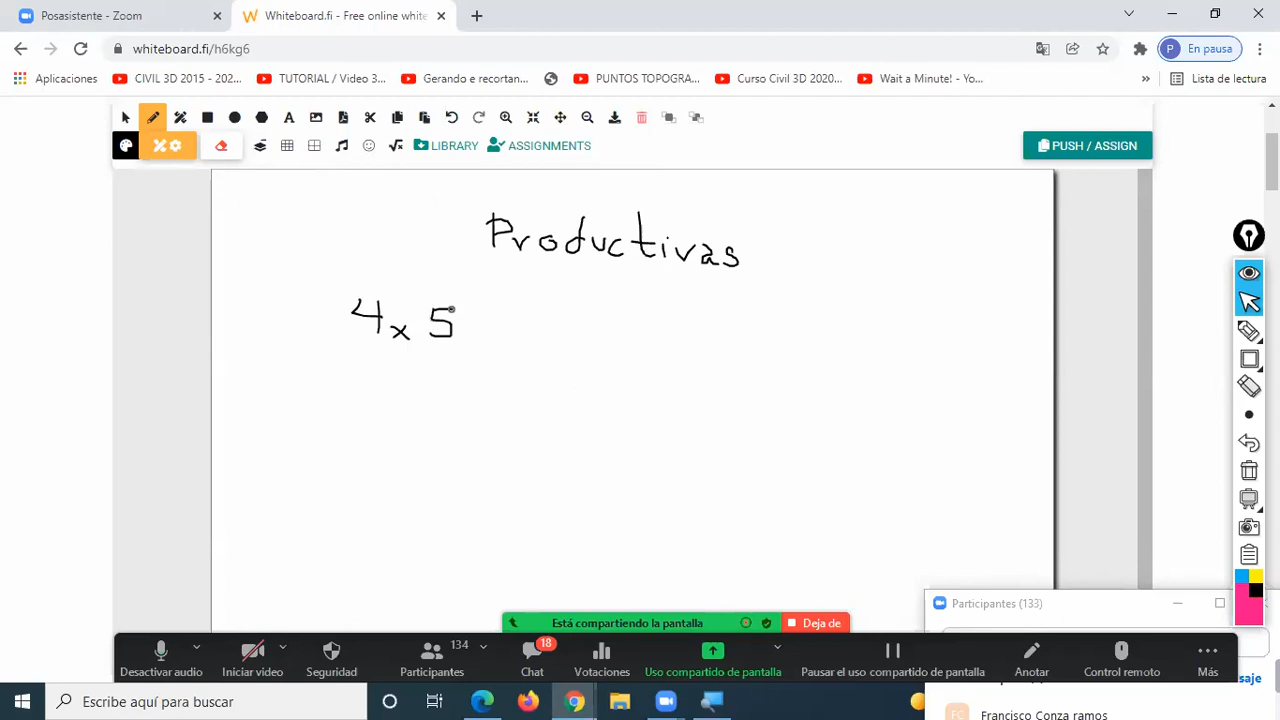 Posasistente - Zoom
Whiteboard.fi - Free online white
whiteboard.fi/h6kg6
P En pausa
Aplicaciones
CIVIL 3D 2015 - 202...
TUTORIAL / Video 3...
Gerando e recortan...
PUNTOS TOPOGRA...
Curso Civil 3D 2020...
Wait a Minute! - Yo...
»
Lista de lectura
LIBRARY
ASSIGNMENTS
PUSH / ASSIGN
Productivas
4x 5
Participantes (133)
Está compartiendo la pantalla
Deja de
134
18
Desactivar audio
Iniciar video
Seguridad
Participantes
Chat
Votaciones
Uso compartido de pantalla
Pausar el uso compartido de pantalla
Anotar
Control remoto
Más
saje
Escribe aquí para buscar
FC Francisco Conza ramos